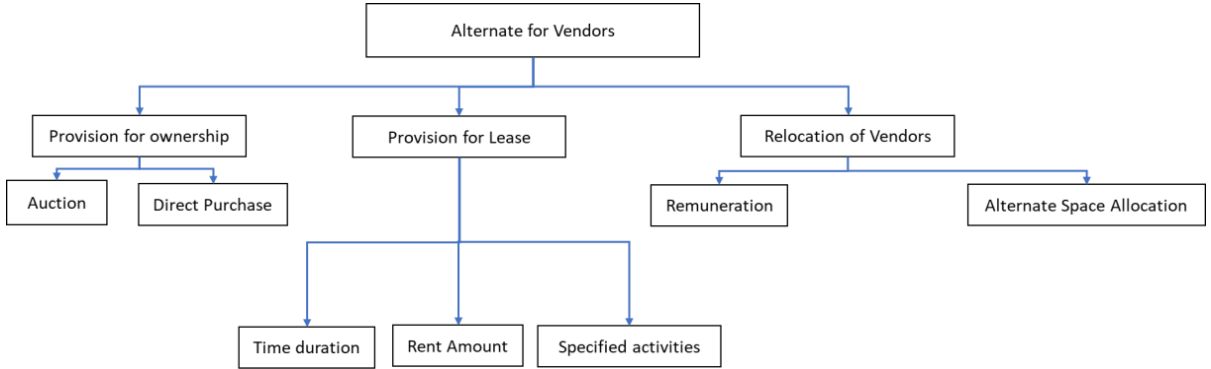 Alternate for Vendors
Provision for ownership
Provision for Lease
Relocation of Vendors
Auction
Direct Purchase
Remuneration
Alternate Space Allocation
Time duration
Rent Amount
Specified activities